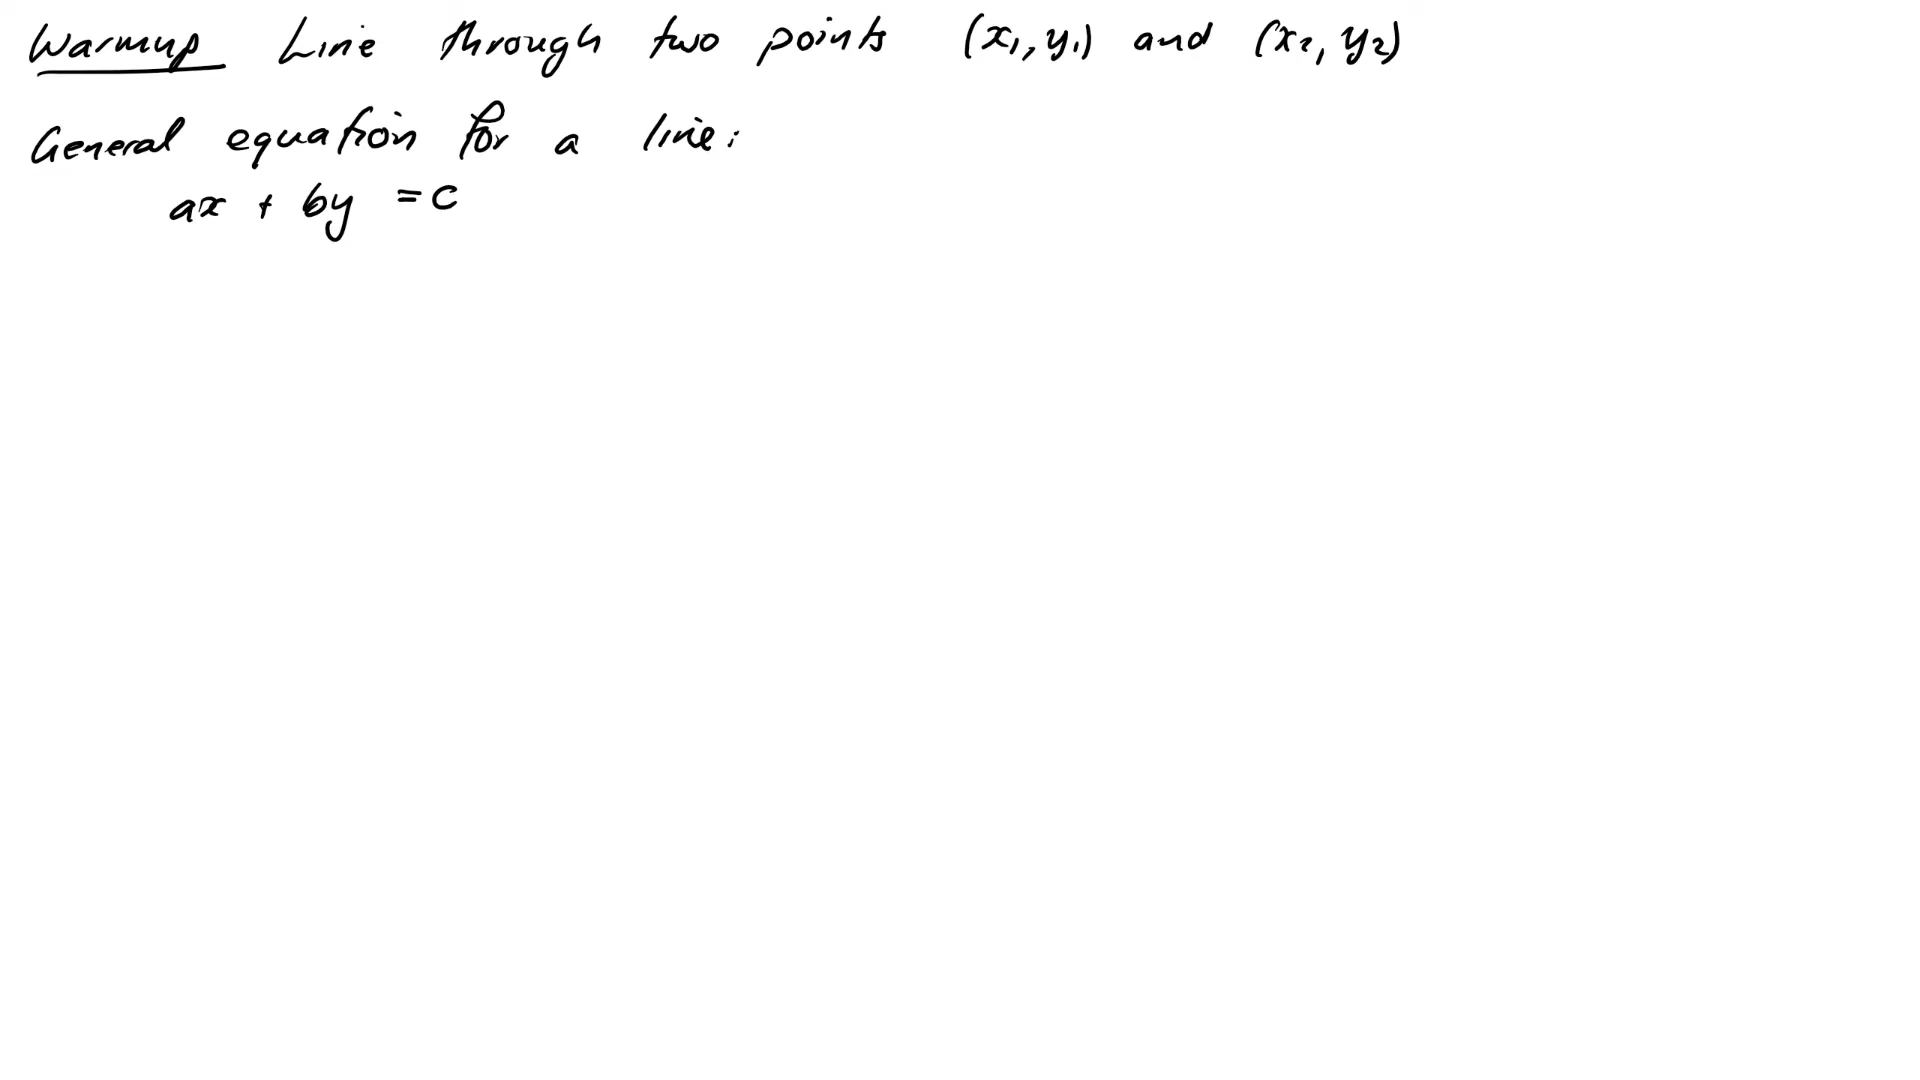 Warmup Line through two points (x₁, y₁) and (x₂, y₂)
General equation for a line:
ax + by = c